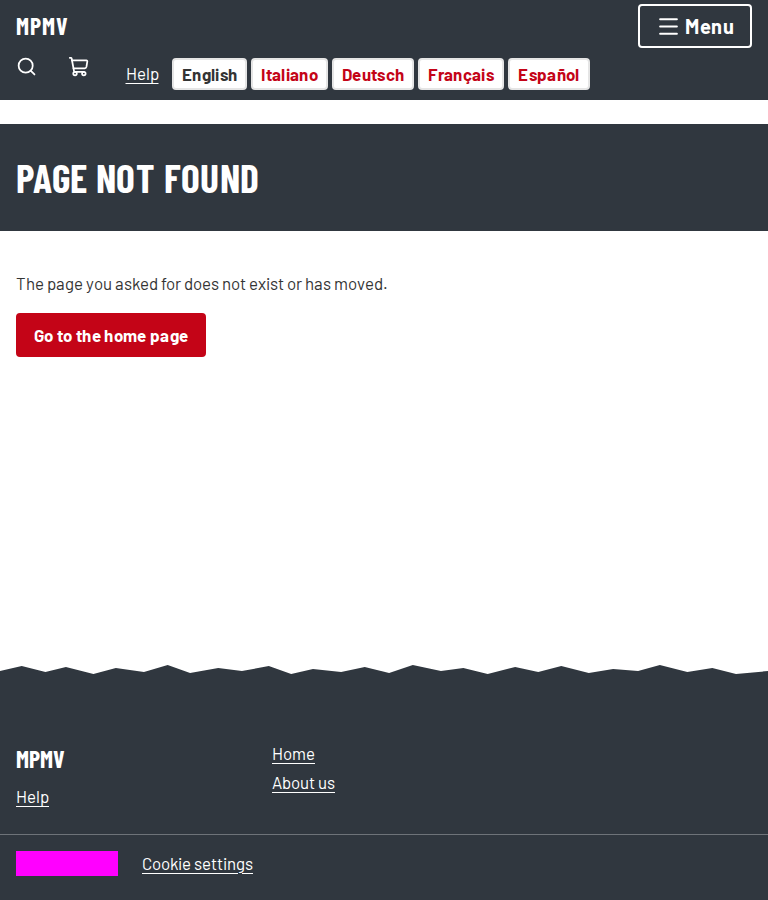 MPMV
Menu
Help English Italiano Deutsch Français Español
PAGE NOT FOUND
The page you asked for does not exist or has moved.
Go to the home page
MPMV
Help
Home
About us
Cookie settings